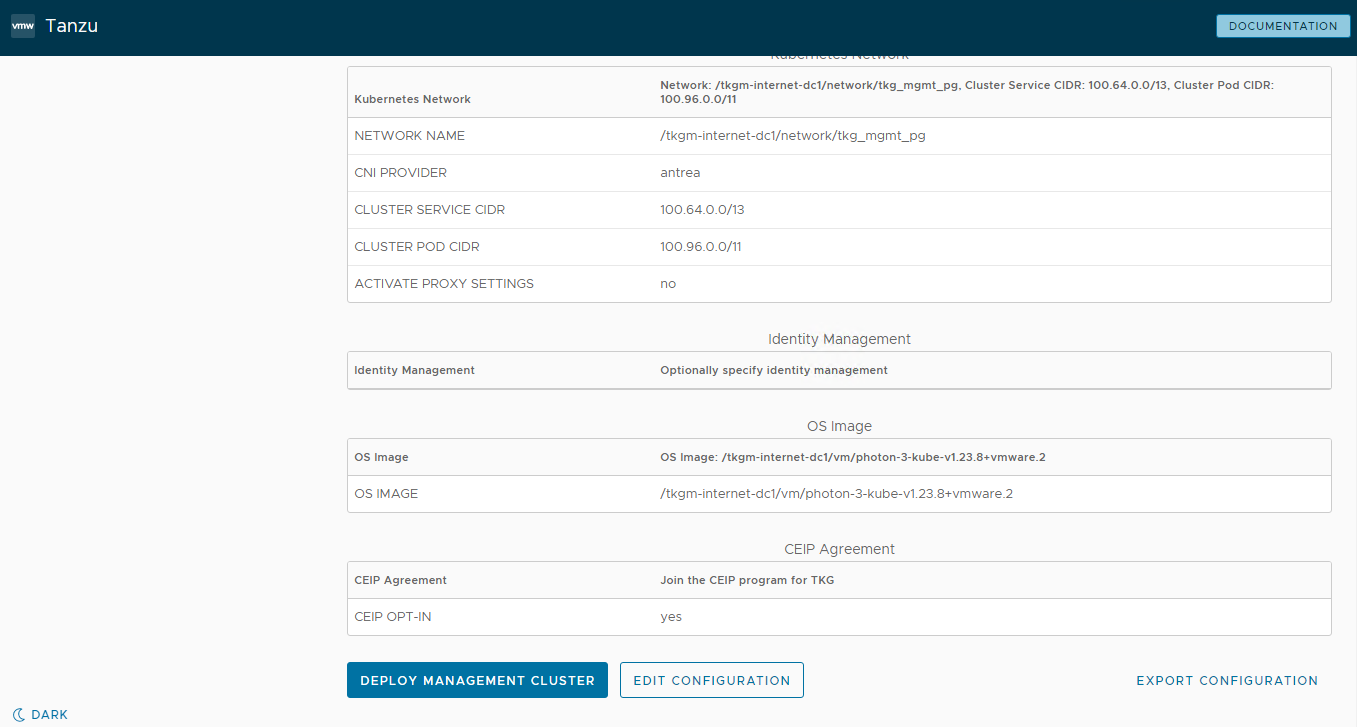 vmw Tanzu DOCUMENTATION
Kubernetes Network
Kubernetes Network Network: /tkgm-internet-dc1/network/tkg_mgmt_pg, Cluster Service CIDR: 100.64.0.0/13, Cluster Pod CIDR:
100.96.0.0/11
NETWORK NAME /tkgm-internet-dc1/network/tkg_mgmt_pg
CNI PROVIDER antrea
CLUSTER SERVICE CIDR 100.64.0.0/13
CLUSTER POD CIDR 100.96.0.0/11
ACTIVATE PROXY SETTINGS no
Identity Management
Identity Management Optionally specify identity management
OS Image
OS Image OS Image: /tkgm-internet-dc1/vm/photon-3-kube-v1.23.8+vmware.2
OS IMAGE /tkgm-internet-dc1/vm/photon-3-kube-v1.23.8+vmware.2
CEIP Agreement
CEIP Agreement Join the CEIP program for TKG
CEIP OPT-IN yes
DEPLOY MANAGEMENT CLUSTER EDIT CONFIGURATION EXPORT CONFIGURATION
DARK